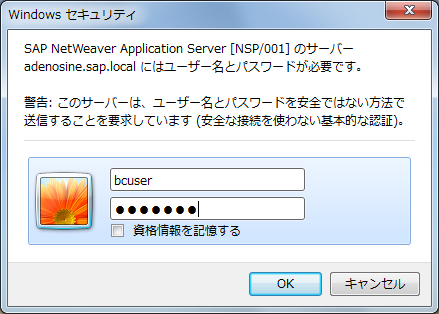 Windows セキュリティ
SAP NetWeaver Application Server [NSP/001] のサーバー
adenosine.sap.local にはユーザー名とパスワードが必要です。
警告: このサーバーは、ユーザー名とパスワードを安全ではない方法で
送信することを要求しています (安全な接続を使わない基本的な認証)。
bcuser
●●●●●●●
資格情報を記憶する
OK
キャンセル